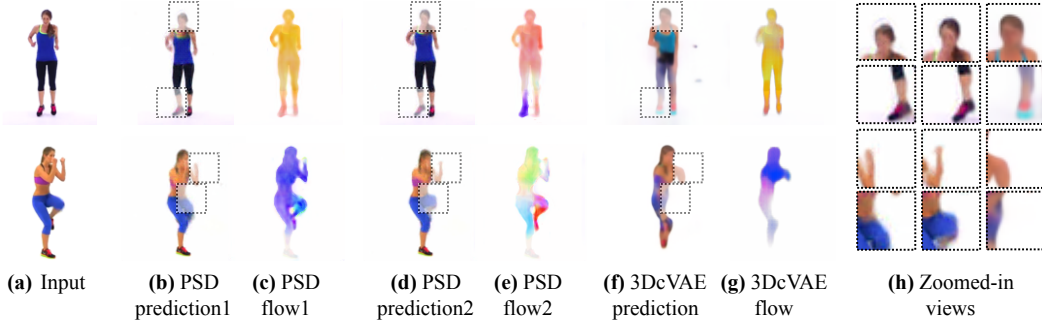 (a) Input
(b) PSD prediction1
(c) PSD flow1
(d) PSD prediction2
(e) PSD flow2
(f) 3DcVAE prediction
(g) 3DcVAE flow
(h) Zoomed-in views